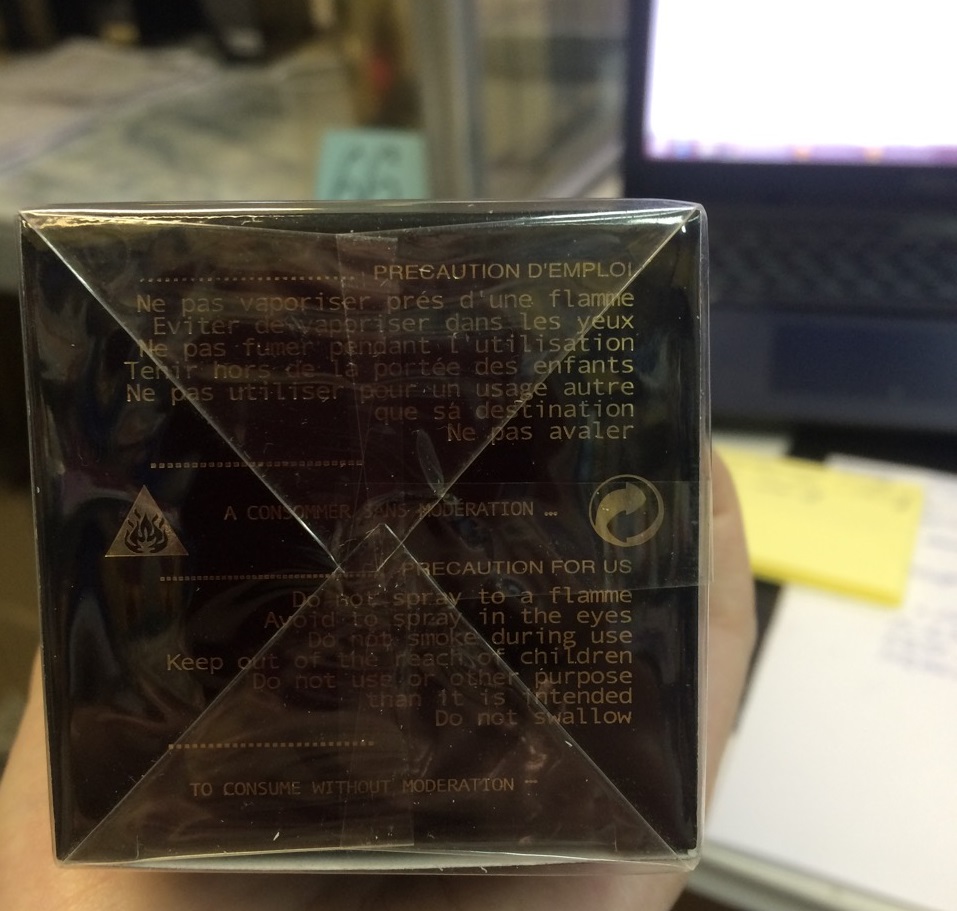 66
PRECAUTION D'EMPLOI
Ne pas vaporiser prés d'une flamme
Eviter de vaporiser dans les yeux
Ne pas fumer pendant l'utilisation
Tenir hors de la portée des enfants
Ne pas utiliser pour un usage autre
que sa destination
Ne pas avaler
A CONSOMMER SANS MODERATION ...
PRECAUTION FOR US
Do not spray to a flamme
Avoid to spray in the eyes
Do not smoke during use
Keep out of the reach of children
Do not use or other purpose
than it is intended
Do not swallow
TO CONSUME WITHOUT MODERATION ...